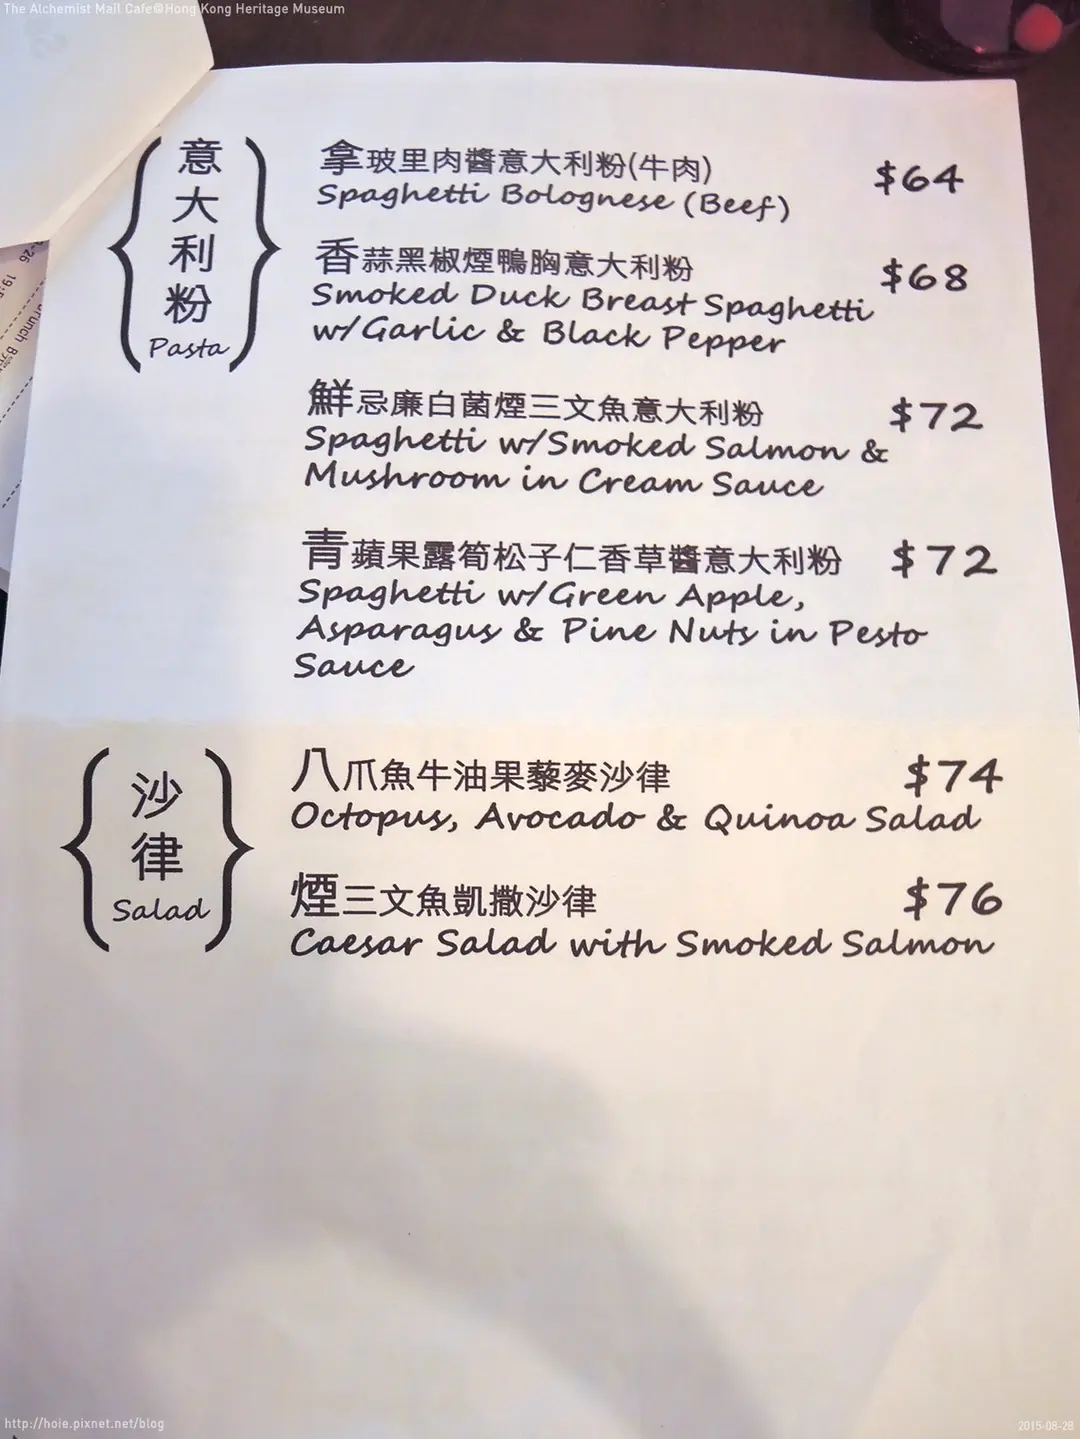 The Alchemist Mail Cafe@Hong Kong Heritage Museum
意大利粉
Pasta
拿玻里肉醬意大利粉(牛肉) $64
Spaghetti Bolognese (Beef)
香蒜黑椒煙鴨胸意大利粉 $68
Smoked Duck Breast Spaghetti
w/Garlic & Black Pepper
鮮忌廉白菌煙三文魚意大利粉 $72
Spaghetti w/Smoked Salmon &
Mushroom in Cream Sauce
青蘋果露筍松子仁香草醬意大利粉 $72
Spaghetti w/Green Apple,
Asparagus & Pine Nuts in Pesto
Sauce
沙律
Salad
八爪魚牛油果藜麥沙律 $74
Octopus, Avocado & Quinoa Salad
煙三文魚凱撒沙律 $76
Caesar Salad with Smoked Salmon
http://hoie.pixnet.net/blog
2015-08-28